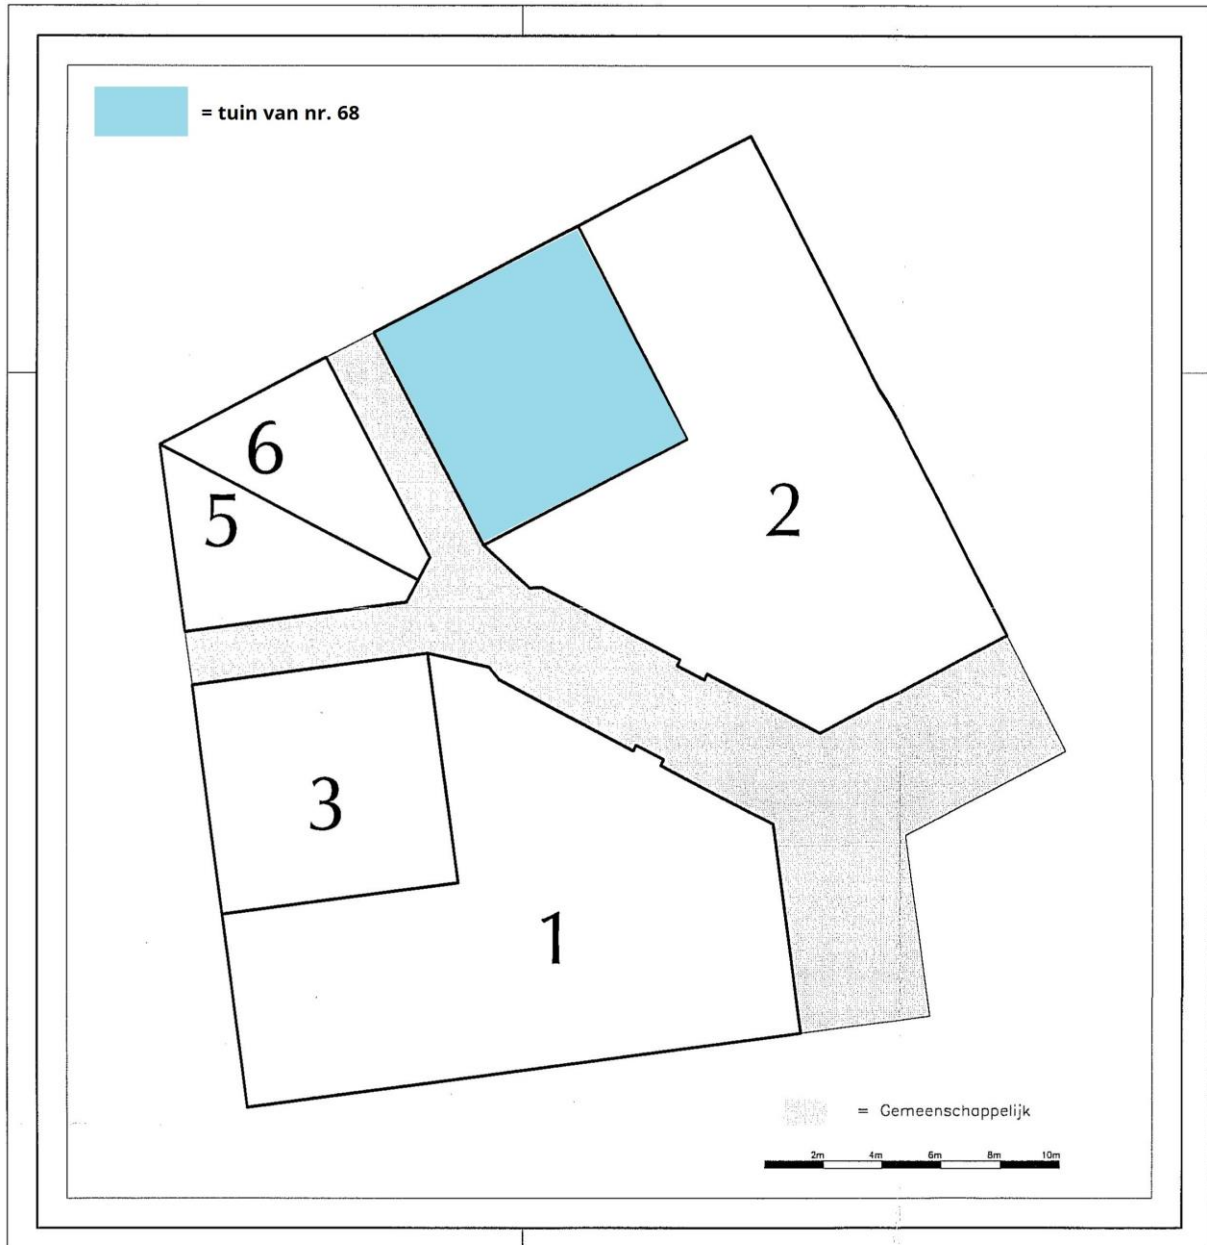 = tuin van nr. 68
6
5
2
3
1
= Gemeenschappelijk
2m 4m 6m 8m 10m